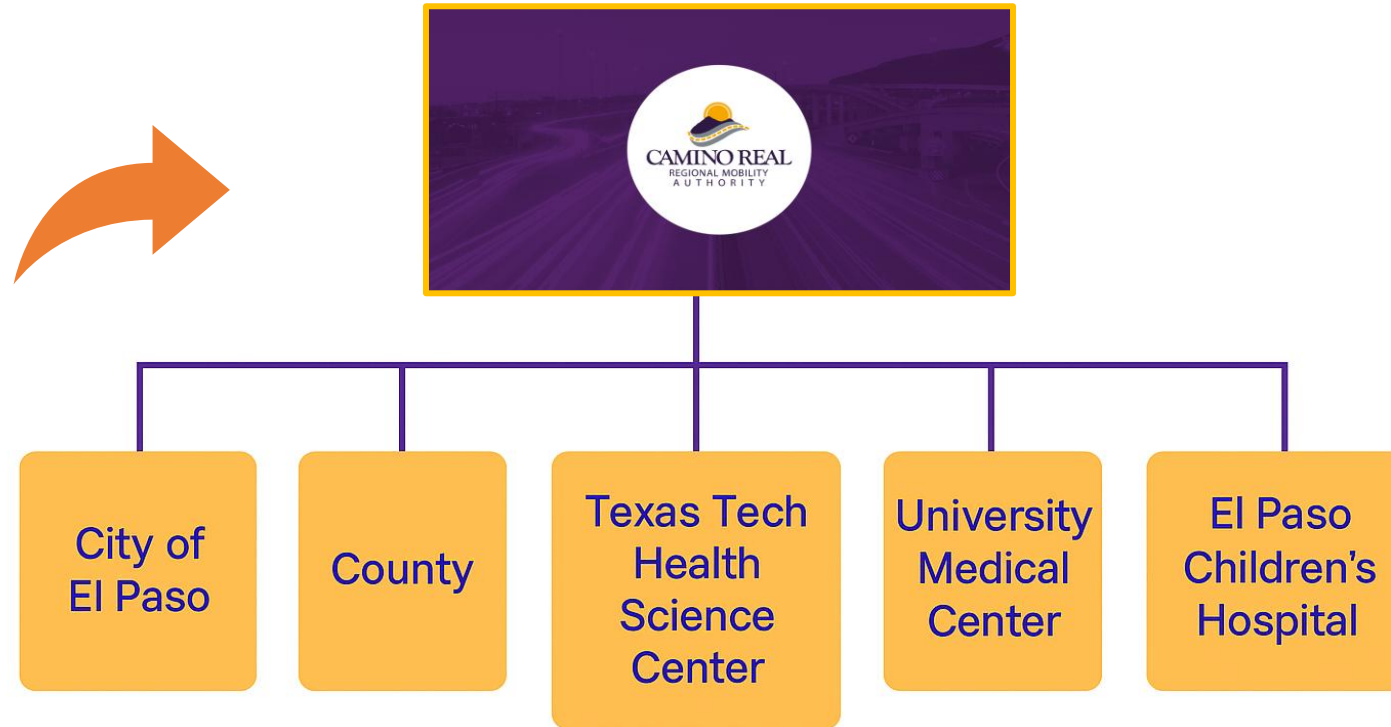 CAMINO REAL
REGIONAL MOBILITY
AUTHORITY
City of
El Paso
County
Texas Tech
Health
Science
Center
University
Medical
Center
El Paso
Children’s
Hospital